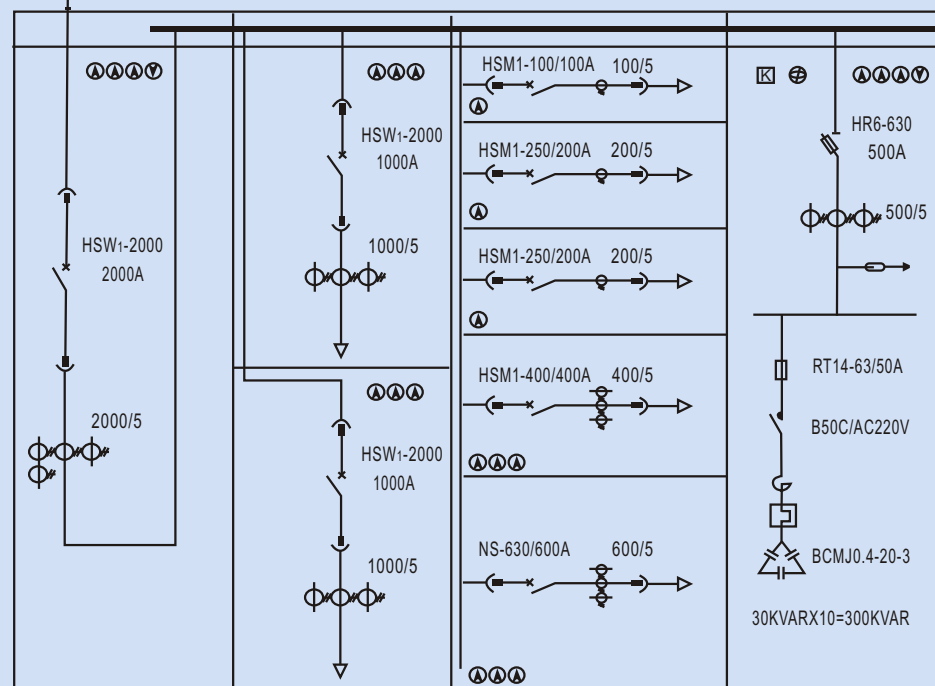 HSW1-2000
2000A
2000/5
HSW1-2000
1000A
1000/5
HSW1-2000
1000A
1000/5
HSM1-100/100A 100/5
HSM1-250/200A 200/5
HSM1-250/200A 200/5
HSM1-400/400A 400/5
NS-630/600A 600/5
K
HR6-630
500A
500/5
RT14-63/50A
B50C/AC220V
BCMJ0.4-20-3
30KVARX10=300KVAR